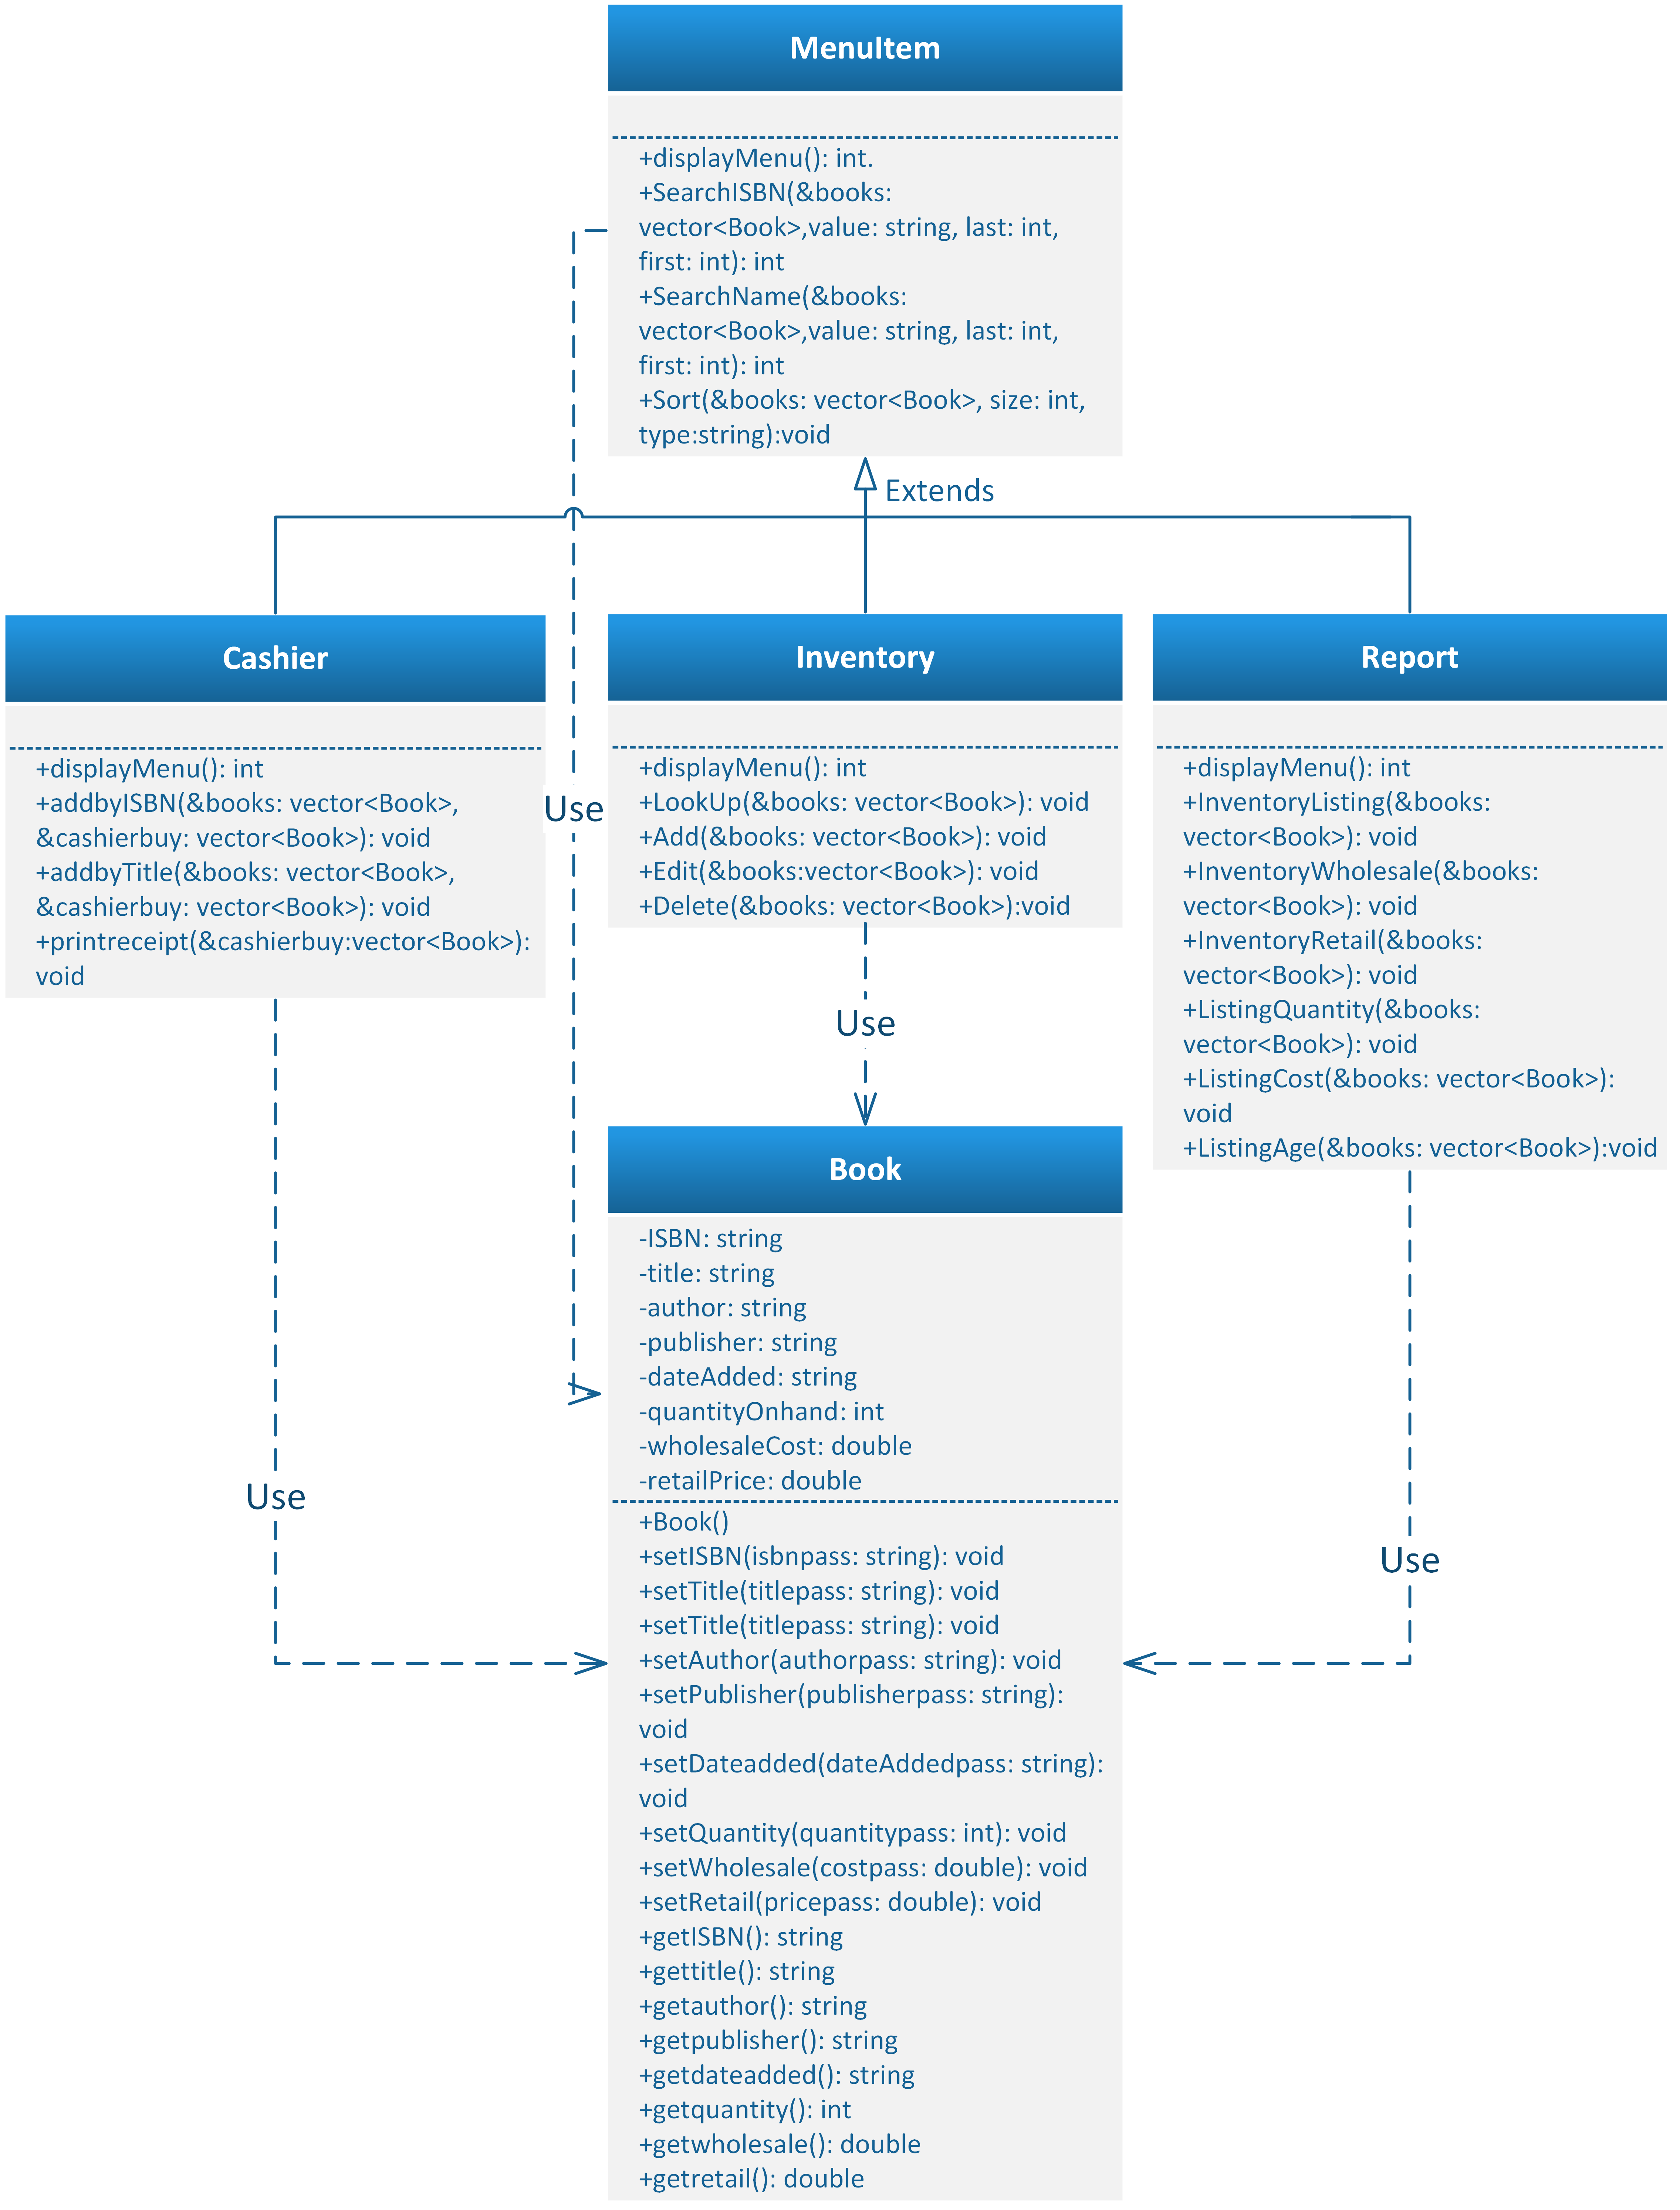 MenuItem
+displayMenu(): int.
+SearchISBN(&books:
vector<Book>,value: string, last: int,
first: int): int
+SearchName(&books:
vector<Book>,value: string, last: int,
first: int): int
+Sort(&books: vector<Book>, size: int,
type:string):void
Extends
Cashier
+displayMenu(): int
+addbyISBN(&books: vector<Book>,
&cashierbuy: vector<Book>): void
+addbyTitle(&books: vector<Book>,
&cashierbuy: vector<Book>): void
+printreceipt(&cashierbuy:vector<Book>):
void
Use
Inventory
+displayMenu(): int
+LookUp(&books: vector<Book>): void
+Add(&books: vector<Book>): void
+Edit(&books:vector<Book>): void
+Delete(&books: vector<Book>):void
Report
+displayMenu(): int
+InventoryListing(&books:
vector<Book>): void
+InventoryWholesale(&books:
vector<Book>): void
+InventoryRetail(&books:
vector<Book>): void
+ListingQuantity(&books:
vector<Book>): void
+ListingCost(&books: vector<Book>):
void
+ListingAge(&books: vector<Book>):void
Use
Book
-ISBN: string
-title: string
-author: string
-publisher: string
-dateAdded: string
-quantityOnhand: int
-wholesaleCost: double
-retailPrice: double
+Book()
+setISBN(isbnpass: string): void
+setTitle(titlepass: string): void
+setTitle(titlepass: string): void
+setAuthor(authorpass: string): void
+setPublisher(publisherpass: string):
void
+setDateadded(dateAddedpass: string):
void
+setQuantity(quantitypass: int): void
+setWholesale(costpass: double): void
+setRetail(pricepass: double): void
+getISBN(): string
+gettitle(): string
+getauthor(): string
+getpublisher(): string
+getdateadded(): string
+getquantity(): int
+getwholesale(): double
+getretail(): double
Use
Use